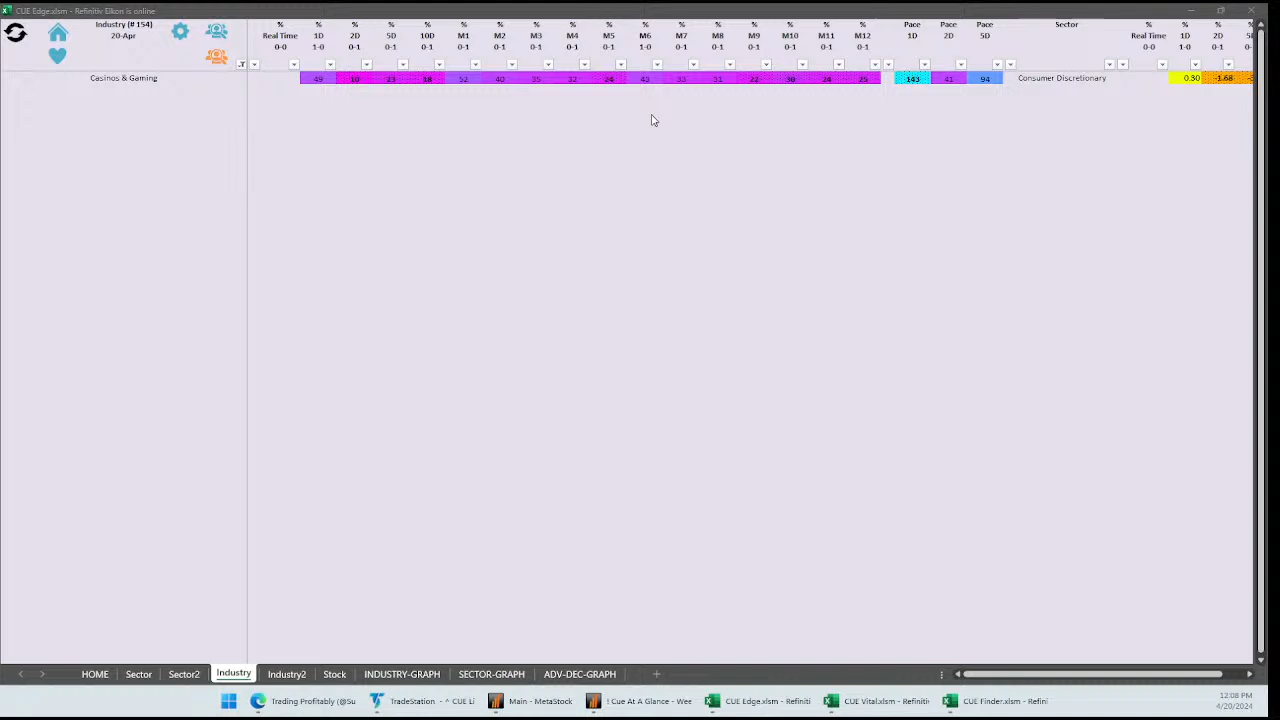 CUE Edge.xlsm - Refinitiv Eikon is online
Industry (# 154)
20-Apr
% % % % % % % % % % % % % % % % % Pace Pace Pace Sector % % %
Real Time 1D 2D 5D 10D M1 M2 M3 M4 M5 M6 M7 M8 M9 M10 M11 M12 1D 2D 5D Real Time 1D 2D
0-0 1-0 0-1 0-1 0-1 0-1 0-1 0-1 0-1 0-1 0-1 0-1 0-1 0-1 0-1 0-1 0-1 0-0 1-0 0-1
Casinos & Gaming 49 10 23 18 52 40 35 32 24 43 33 31 22 30 24 25 143 41 94 Consumer Discretionary 0.30 -1.68
HOME Sector Sector2 Industry Industry2 Stock INDUSTRY-GRAPH SECTOR-GRAPH ADV-DEC-GRAPH
Trading Profitably (@Su TradeStation - ^ CUE Li Main - MetaStock ! Cue At A Glance - Wee CUE Edge.xlsm - Refiniti CUE Vital.xlsm - Refiniti CUE Finder.xlsm - Refini
12:08 PM
4/20/2024